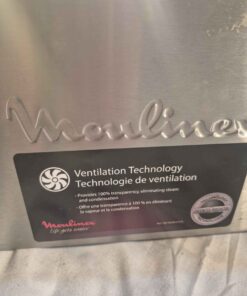 Moulinex
Ventilation Technology
Technologie de ventilation
- Provides 100% transparency, eliminating steam
and condensation
- Offre une transparence à 100 % en éliminant
la vapeur et la condensation
Moulinex